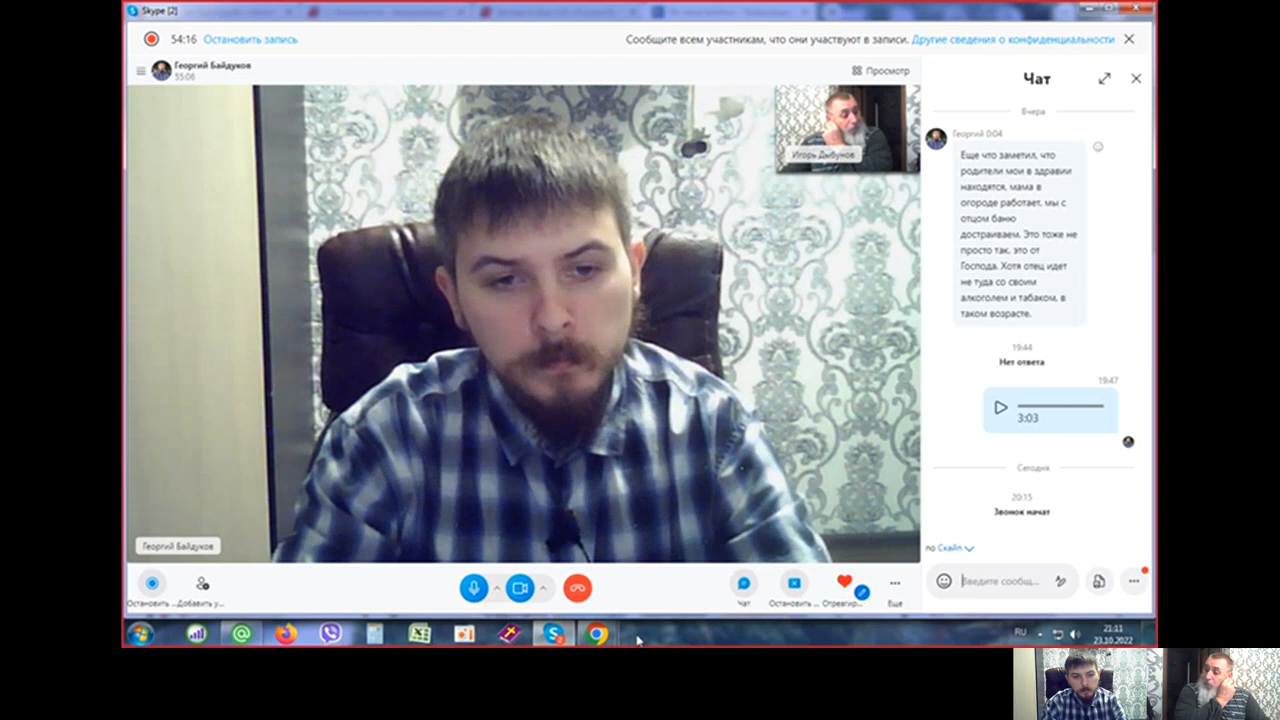 Skype [2]
54:16 Остановить запись
Сообщите всем участникам, что они участвуют в записи. Другие сведения о конфиденциальности
Георгий Байдуков
55:06
Просмотр
Игорь Дыбунов
Георгий Байдуков
Чат
Вчера
Георгий 0:04
Еще что заметил, что
родители мои в здравии
находятся, мама в
огороде работает, мы с
отцом баню
достраиваем. Это тоже не
просто так, это от
Господа. Хотя отец идет
не туда со своим
алкоголем и табаком, в
таком возрасте.
19:44
Нет ответа
19:47
3:03
Сегодня
20:15
Звонок начат
по Скайп
Введите сообщ...
Остановить ...
Добавить у...
Чат
Остановить ...
Отреагир...
Еще
RU
21:11
23.10.2022